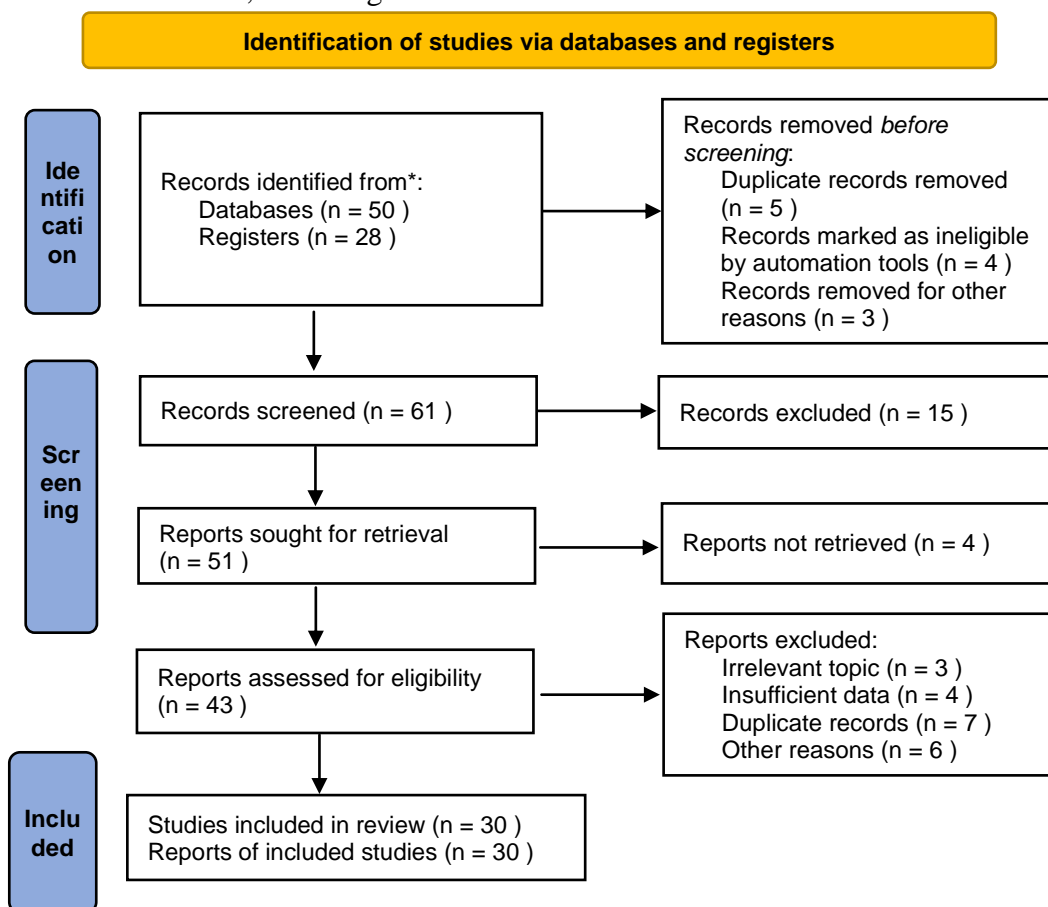 Identification of studies via databases and registers
Ide
ntifi
cati
on
Records identified from*:
Databases (n = 50 )
Registers (n = 28 )
Records removed before
screening:
Duplicate records removed
(n = 5 )
Records marked as ineligible
by automation tools (n = 4 )
Records removed for other
reasons (n = 3 )
Scr
een
ing
Records screened (n = 61 )
Records excluded (n = 15 )
Reports sought for retrieval
(n = 51 )
Reports not retrieved (n = 4 )
Reports assessed for eligibility
(n = 43 )
Reports excluded:
Irrelevant topic (n = 3 )
Insufficient data (n = 4 )
Duplicate records (n = 7 )
Other reasons (n = 6 )
Inclu
ded
Studies included in review (n = 30 )
Reports of included studies (n = 30 )